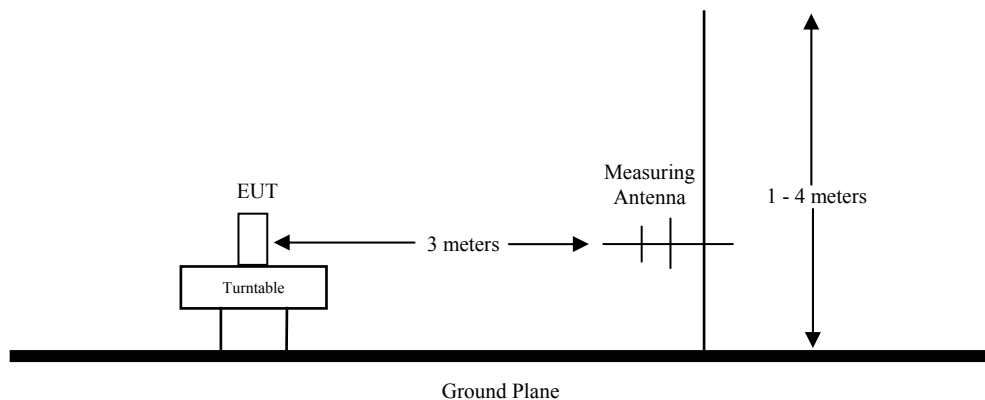 Measuring
Antenna
EUT
1 - 4 meters
3 meters
Turntable
Ground Plane